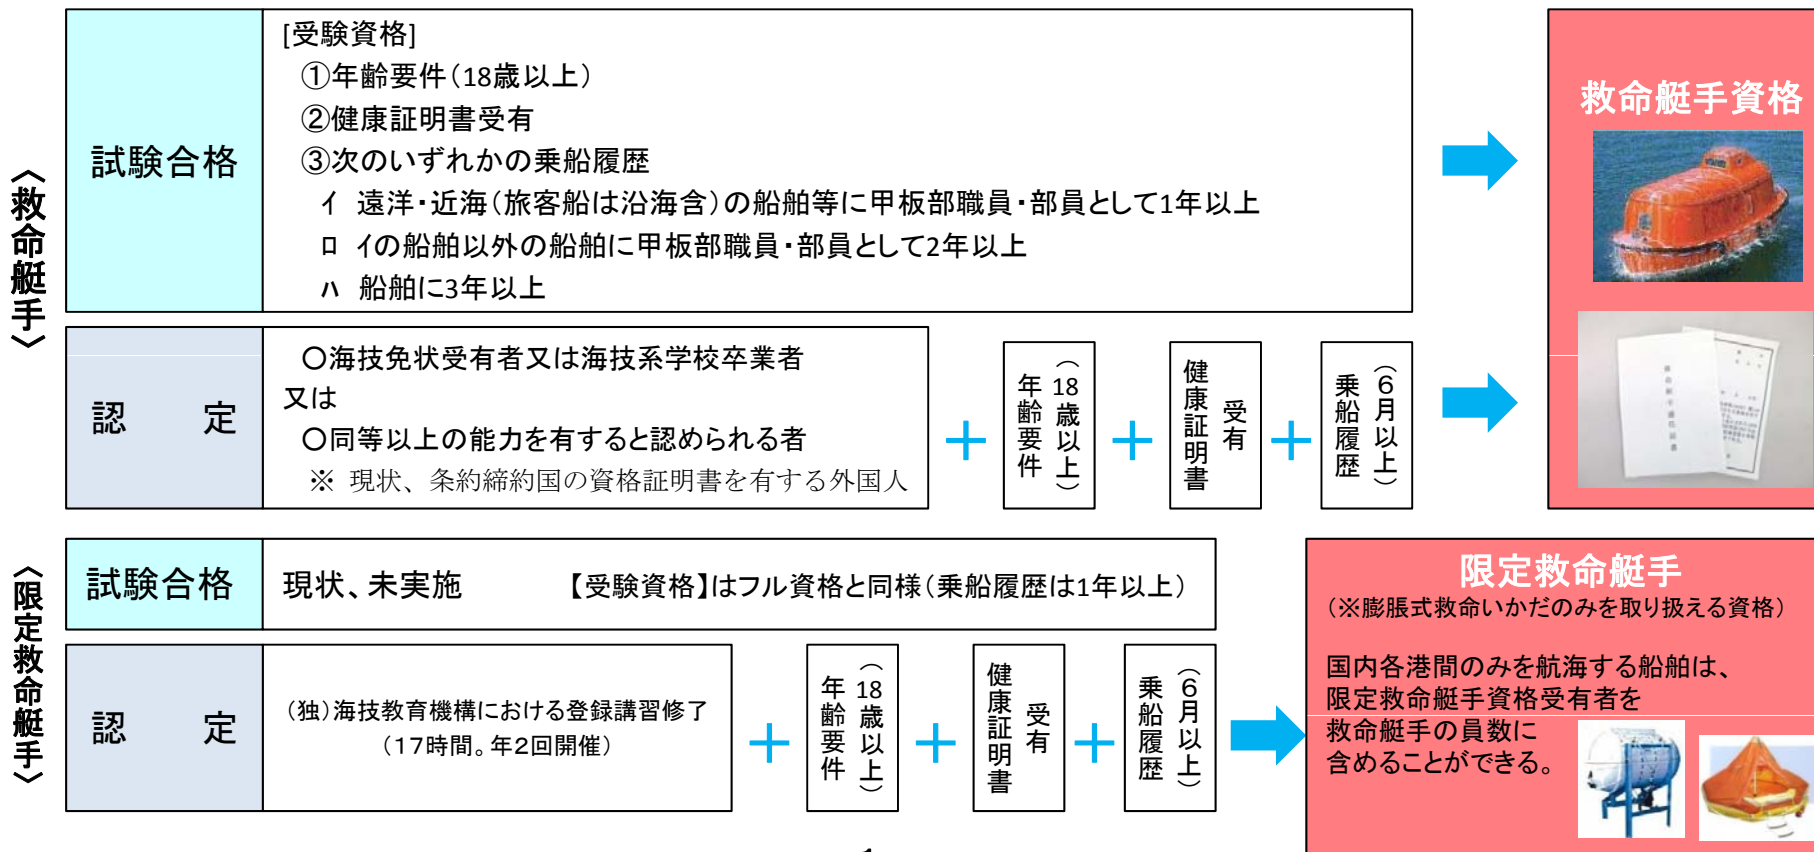 〈救命艇手〉
試験合格
[受験資格]
①年齢要件（18歳以上）
②健康証明書受有
③次のいずれかの乗船履歴
イ 遠洋・近海（旅客船は沿海含）の船舶等に甲板部職員・部員として1年以上
ロ イの船舶以外の船舶に甲板部職員・部員として2年以上
ハ 船舶に3年以上
認 定
○海技免状受有者又は海技系学校卒業者
又は
○同等以上の能力を有すると認められる者
※ 現状、条約締約国の資格証明書を有する外国人
＋
年齢要件
（18歳以上）
＋
健康証明書
受有
＋
乗船履歴
（６月以上）
救命艇手資格
〈限定救命艇手〉
試験合格
現状、未実施 【受験資格】はフル資格と同様（乗船履歴は1年以上）
認 定
（独）海技教育機構における登録講習修了
（１７時間。年２回開催）
＋
年齢要件
（18歳以上）
＋
健康証明書
受有
＋
乗船履歴
（６月以上）
限定救命艇手
（※膨脹式救命いかだのみを取り扱える資格）
国内各港間のみを航海する船舶は、
限定救命艇手資格受有者を
救命艇手の員数に
含めることができる。